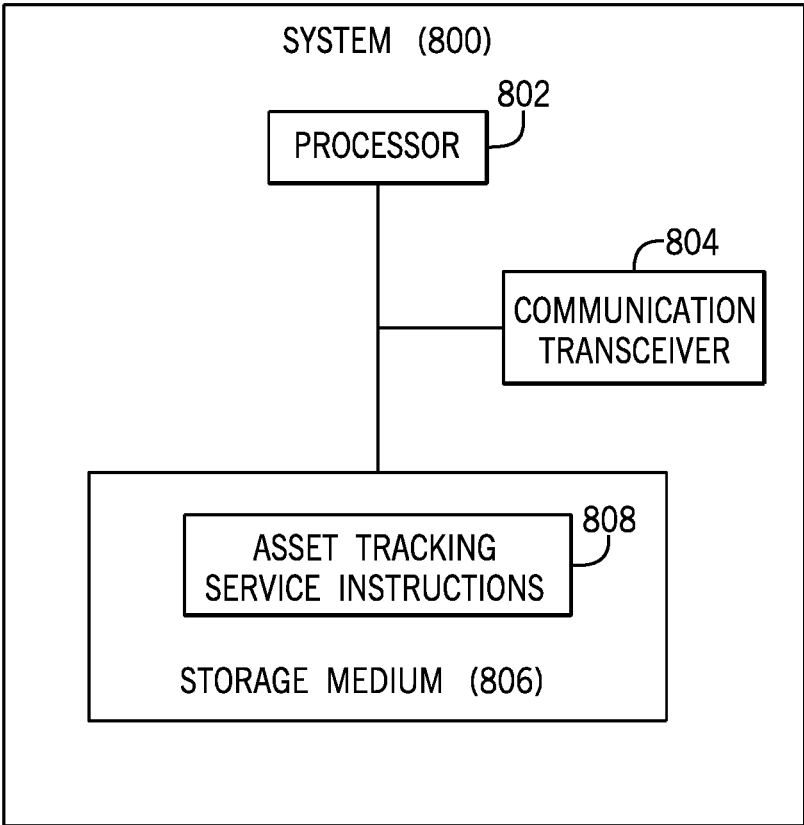 SYSTEM (800)
802
PROCESSOR
804
COMMUNICATION
TRANSCEIVER
808
ASSET TRACKING
SERVICE INSTRUCTIONS
STORAGE MEDIUM (806)